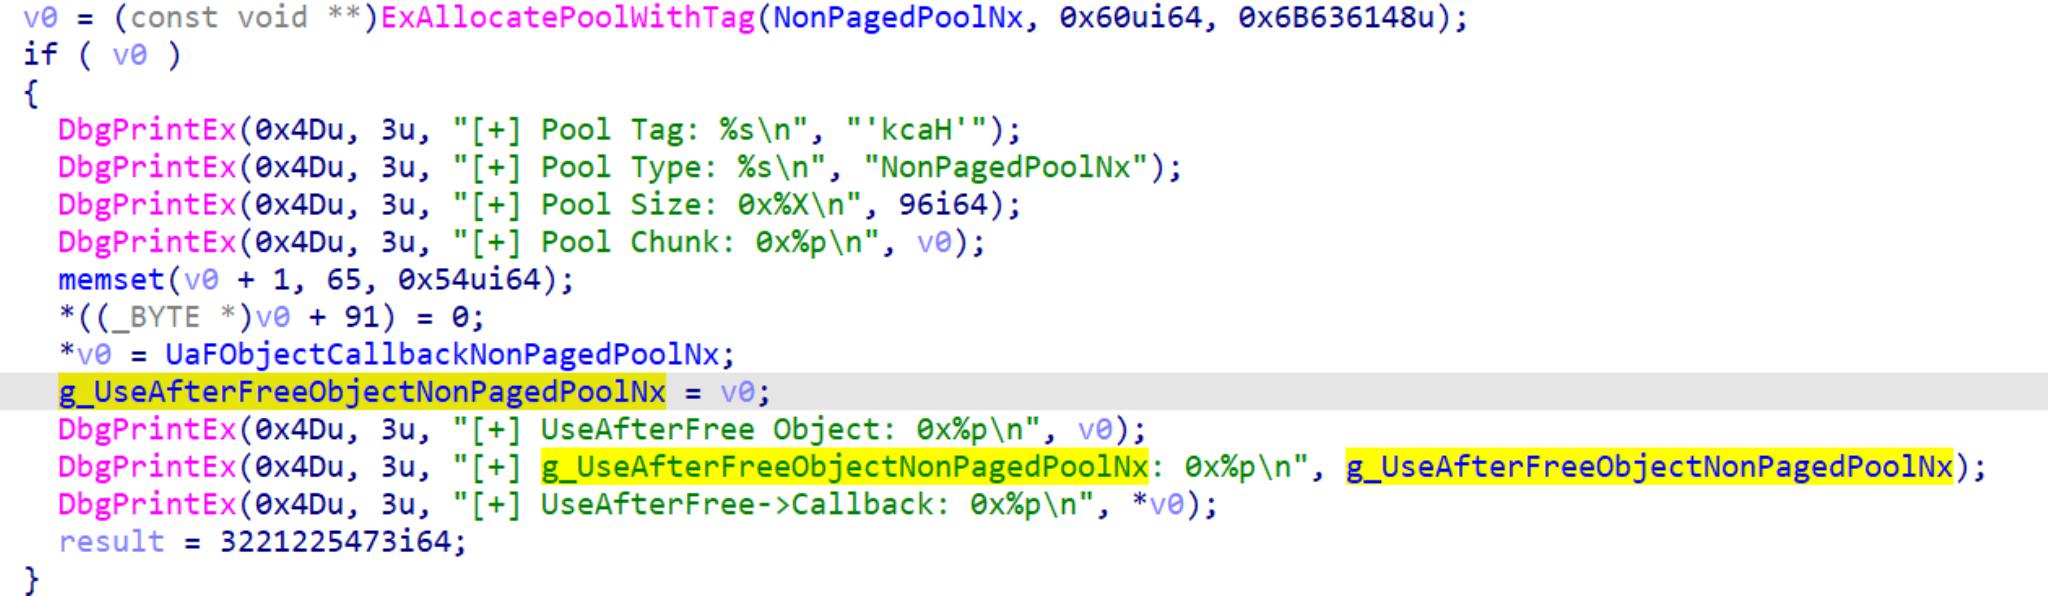 v0 = (const void **)ExAllocatePoolWithTag(NonPagedPoolNx, 0x60ui64, 0x6B636148u);
if ( v0 )
{
  DbgPrintEx(0x4Du, 3u, "[+] Pool Tag: %s\n", "'kcaH'");
  DbgPrintEx(0x4Du, 3u, "[+] Pool Type: %s\n", "NonPagedPoolNx");
  DbgPrintEx(0x4Du, 3u, "[+] Pool Size: 0x%X\n", 96i64);
  DbgPrintEx(0x4Du, 3u, "[+] Pool Chunk: 0x%p\n", v0);
  memset(v0 + 1, 65, 0x54ui64);
  *((_BYTE *)v0 + 91) = 0;
  *v0 = UaFObjectCallbackNonPagedPoolNx;
  g_UseAfterFreeObjectNonPagedPoolNx = v0;
  DbgPrintEx(0x4Du, 3u, "[+] UseAfterFree Object: 0x%p\n", v0);
  DbgPrintEx(0x4Du, 3u, "[+] g_UseAfterFreeObjectNonPagedPoolNx: 0x%p\n", g_UseAfterFreeObjectNonPagedPoolNx);
  DbgPrintEx(0x4Du, 3u, "[+] UseAfterFree->Callback: 0x%p\n", *v0);
  result = 3221225473i64;
}